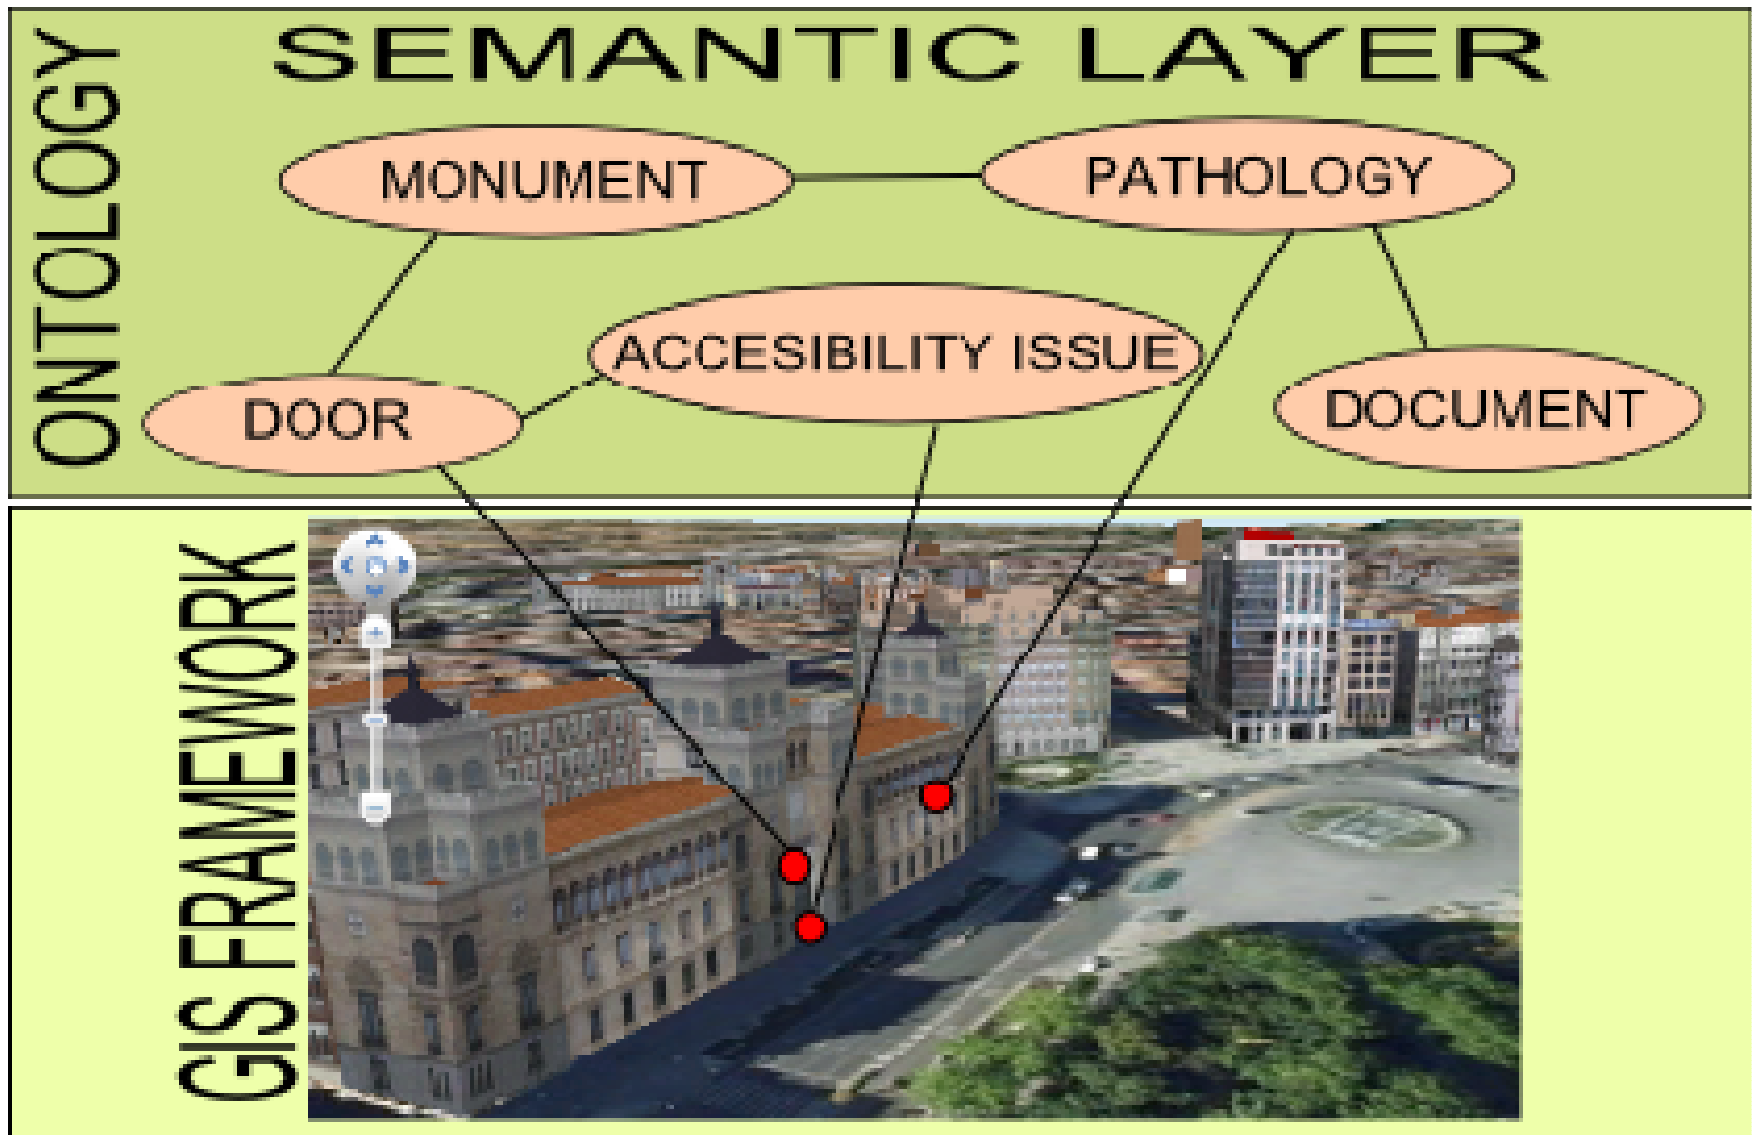 SEMANTIC LAYER
ONTOLOGY
MONUMENT
PATHOLOGY
ACCESIBILITY ISSUE
DOOR
DOCUMENT
GIS FRAMEWORK